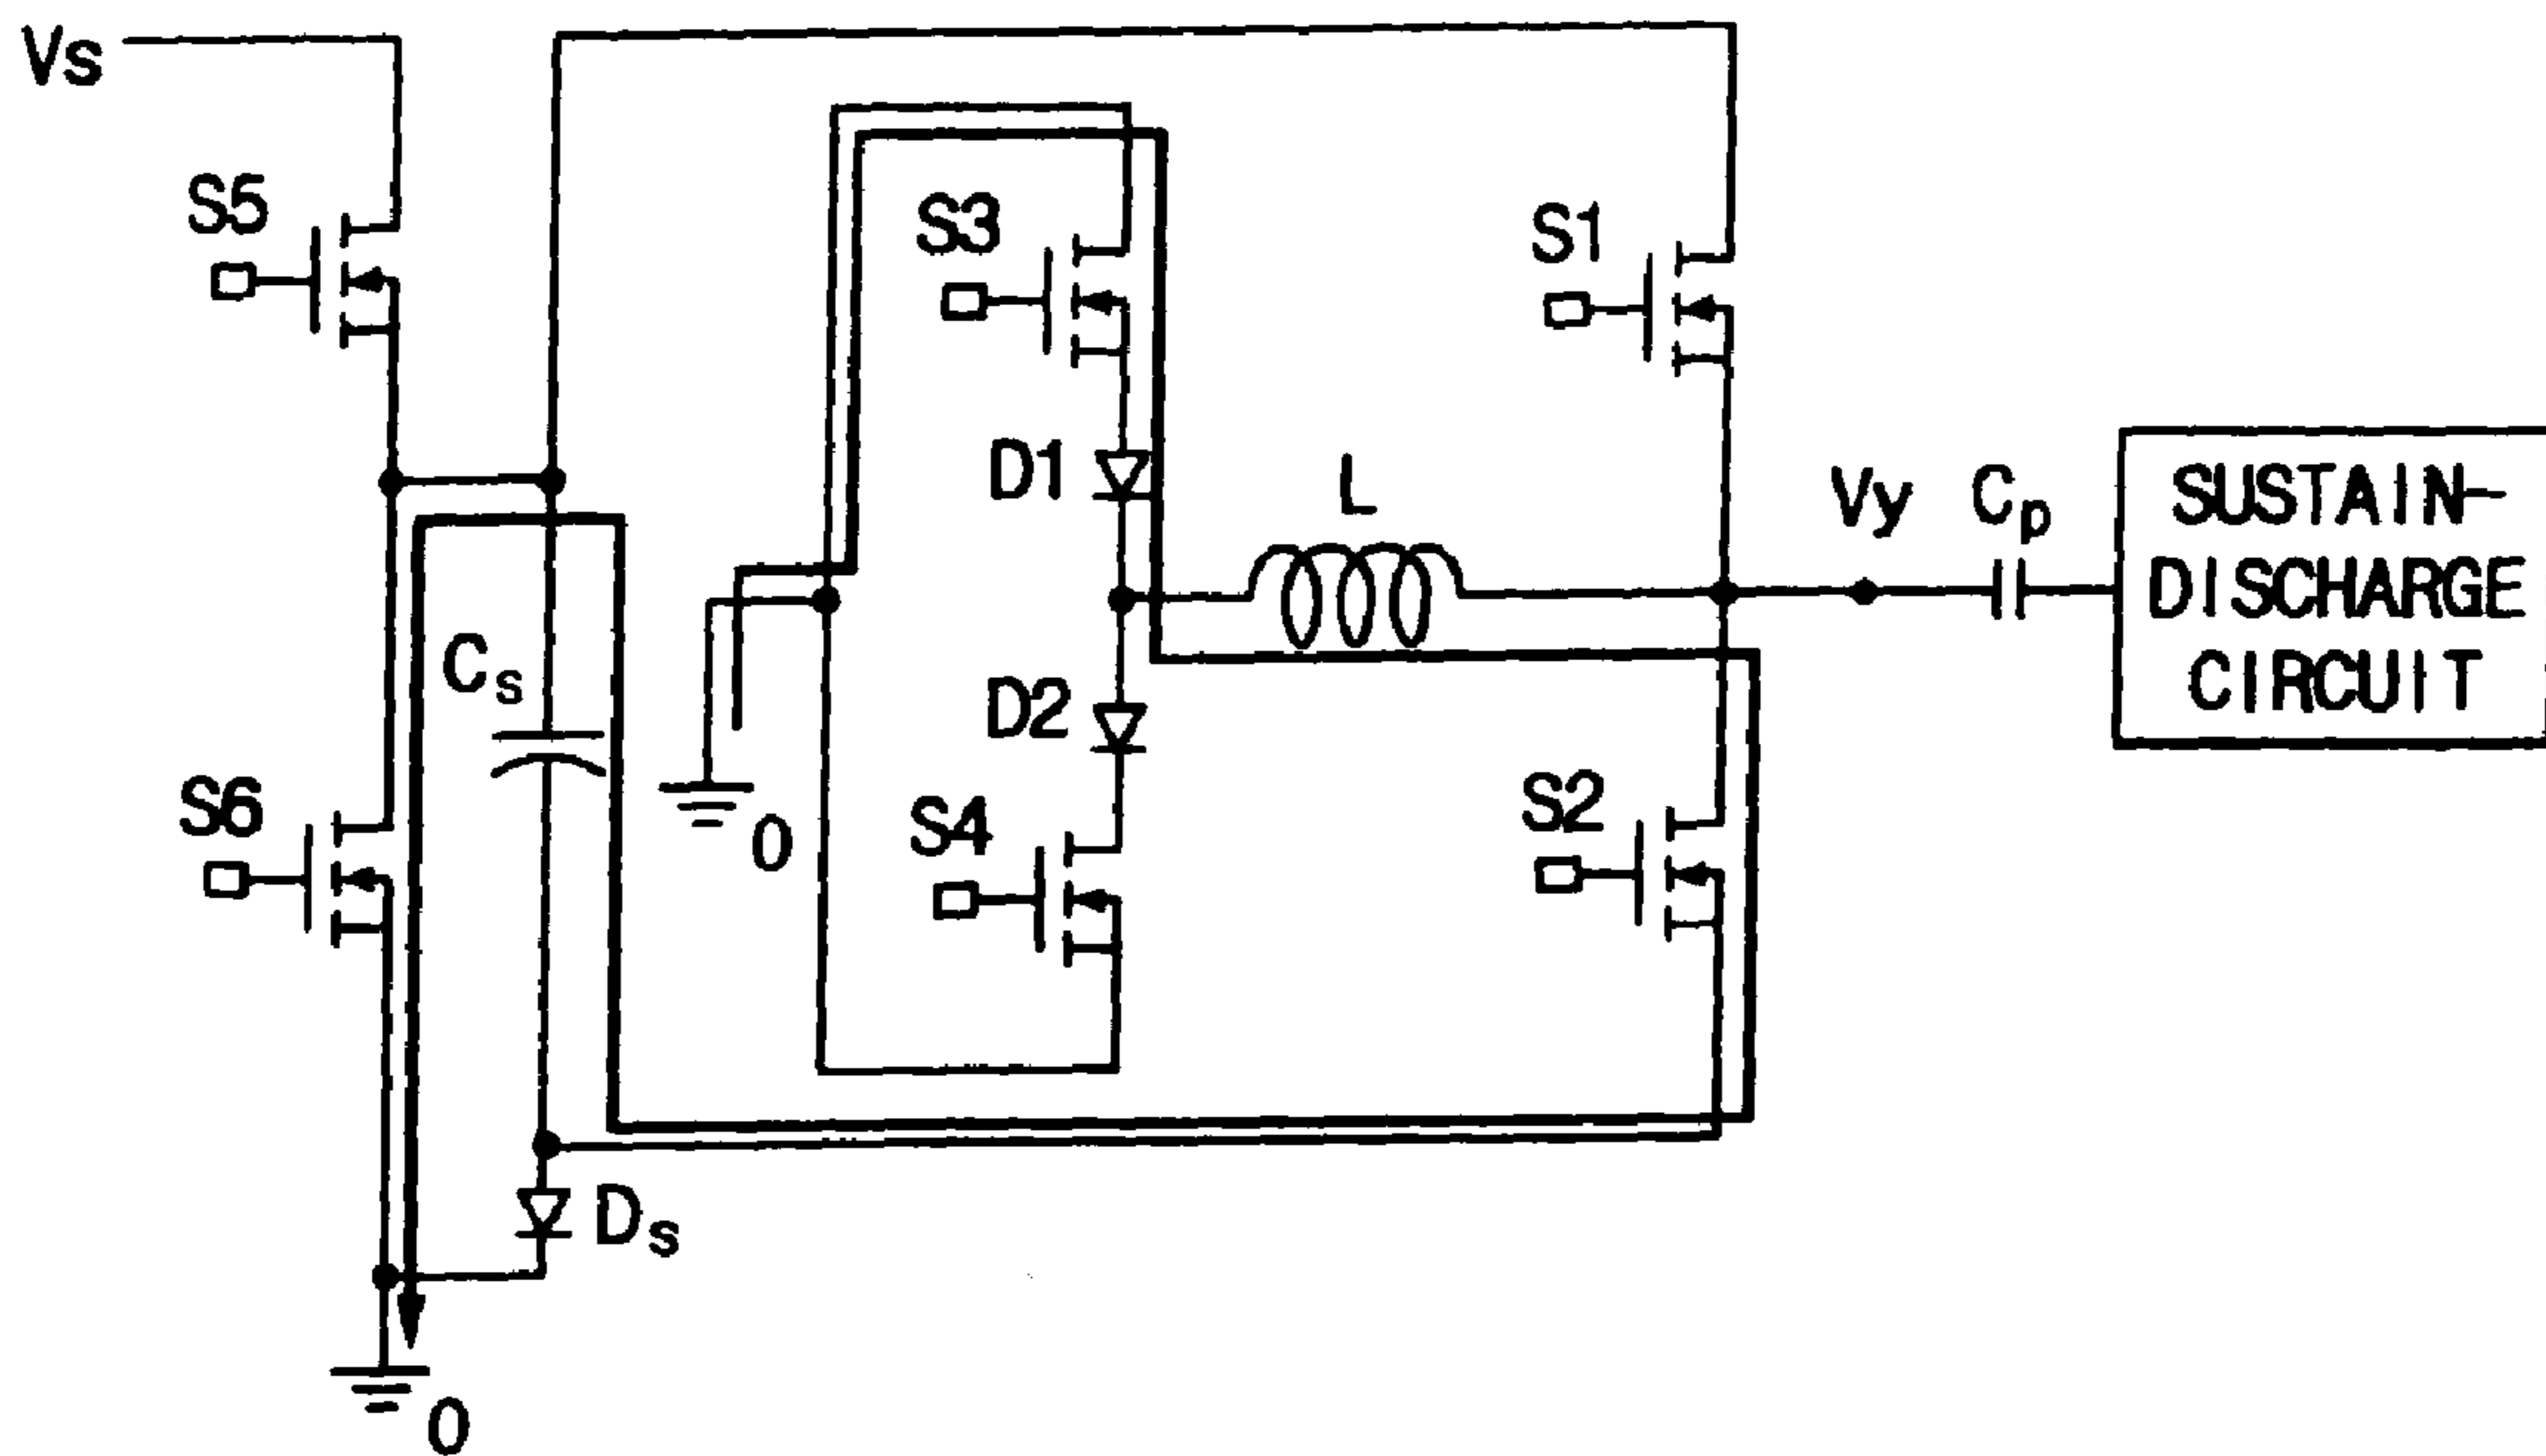 Vs
S5
S3
S1
D1
L
Vy
Cp
SUSTAIN-
DISCHARGE
CIRCUIT
Cs
D2
S6
0
S4
S2
Ds
0